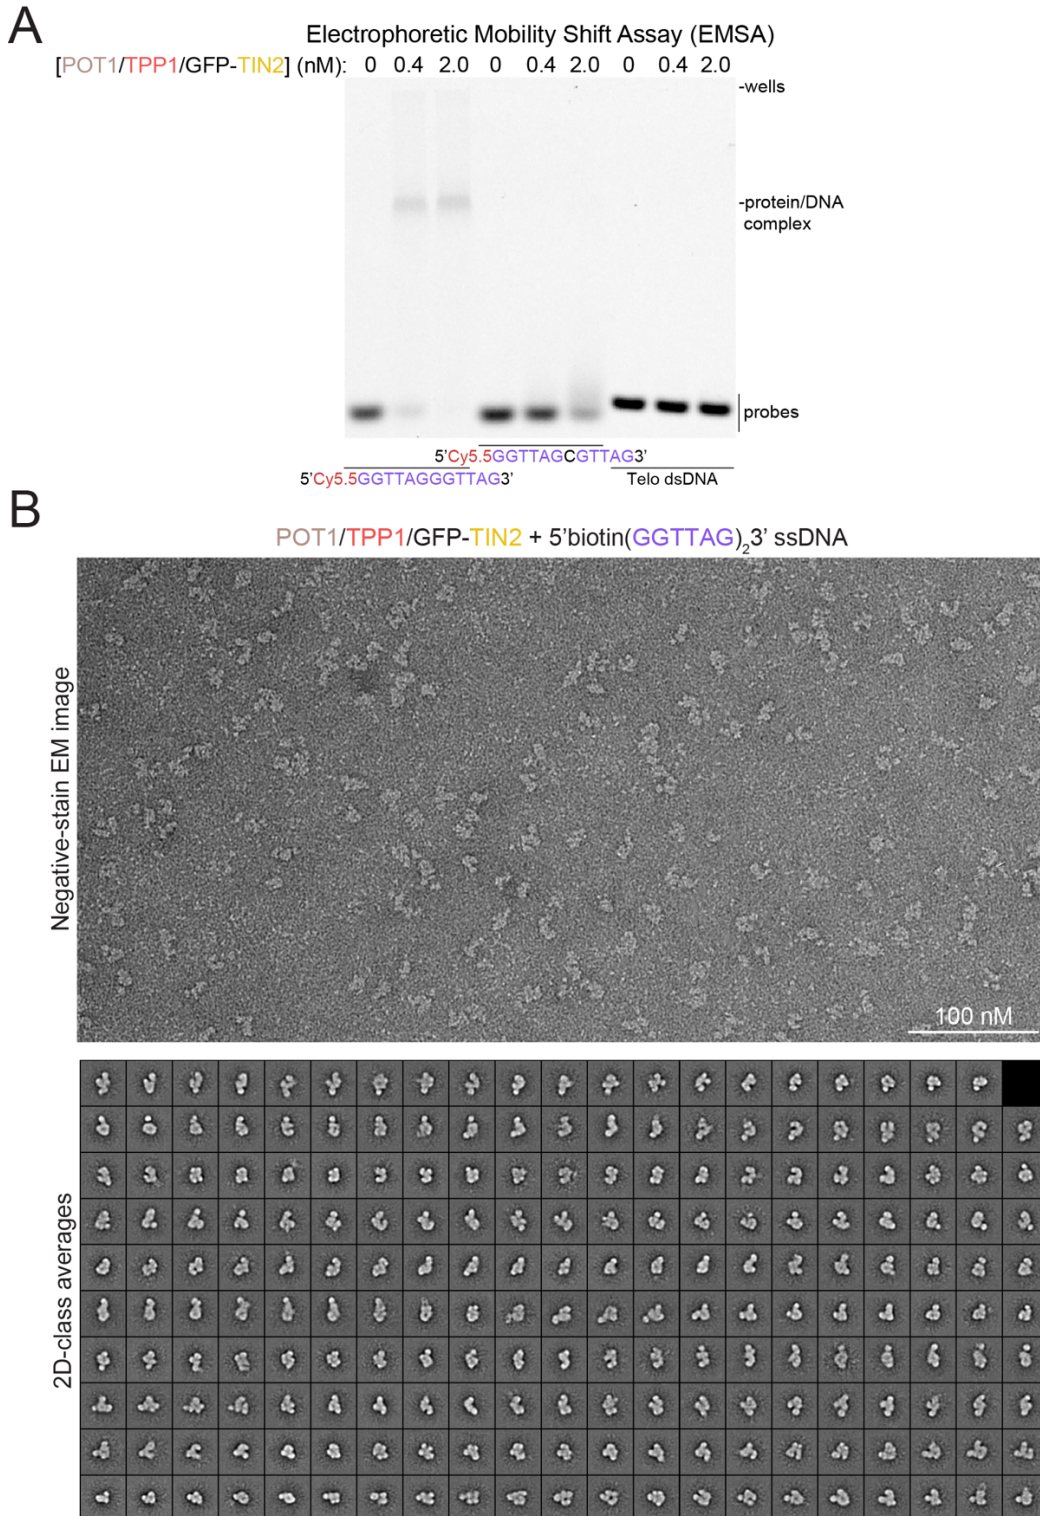 A
Electrophoretic Mobility Shift Assay (EMSA)
[POT1/TPP1/GFP-TIN2] (nM): 0 0.4 2.0 0 0.4 2.0 0 0.4 2.0
-wells
-protein/DNA
complex
probes
5'Cy5.5GGTTAGCGTTAG3'
5'Cy5.5GGTTAGGGTTAG3'
Telo dsDNA
B
POT1/TPP1/GFP-TIN2 + 5'biotin(GGTTAG)₂3' ssDNA
Negative-stain EM image
100 nM
2D-class averages